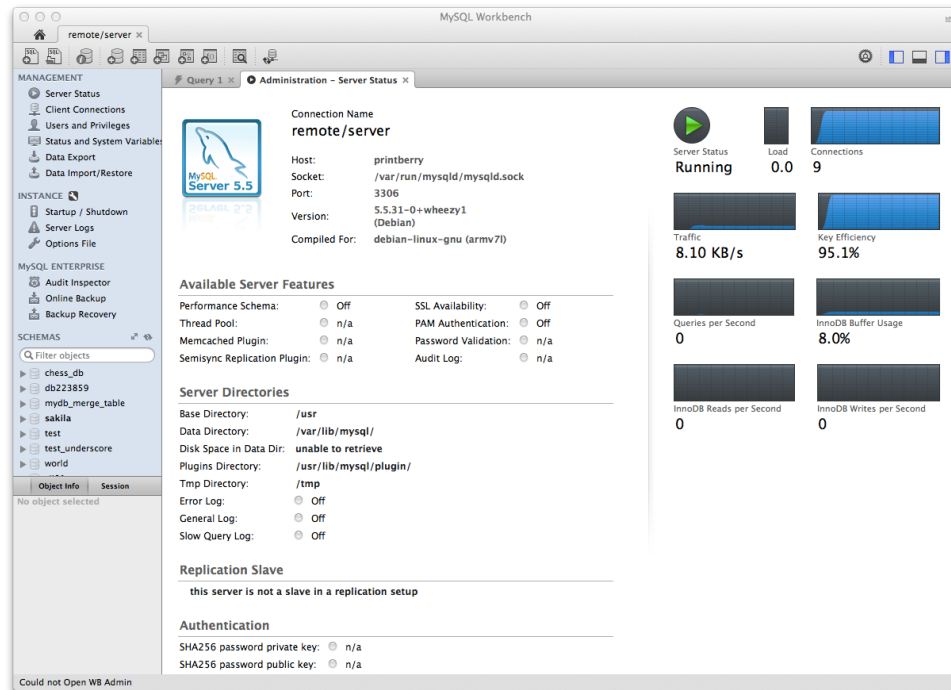 MySQL Workbench
remote/server
MANAGEMENT
Server Status
Client Connections
Users and Privileges
Status and System Variables
Data Export
Data Import/Restore
INSTANCE
Startup / Shutdown
Server Logs
Options File
MySQL ENTERPRISE
Audit Inspector
Online Backup
Backup Recovery
SCHEMAS
Filter objects
chess_db
db223859
mydb_merge_table
sakila
test
test_underscore
world
Object Info Session
No object selected
Query 1 Administration - Server Status
MySQL
Server 5.5
Connection Name
remote/server
Host: printberry
Socket: /var/run/mysqld/mysqld.sock
Port: 3306
Version: 5.5.31-0+wheezy1
(Debian)
Compiled For: debian-linux-gnu (armv7l)
Available Server Features
Performance Schema: Off SSL Availability: Off
Thread Pool: n/a PAM Authentication: Off
Memcached Plugin: n/a Password Validation: n/a
Semisync Replication Plugin: n/a Audit Log: n/a
Server Directories
Base Directory: /usr
Data Directory: /var/lib/mysql/
Disk Space in Data Dir: unable to retrieve
Plugins Directory: /usr/lib/mysql/plugin/
Tmp Directory: /tmp
Error Log: Off
General Log: Off
Slow Query Log: Off
Replication Slave
this server is not a slave in a replication setup
Authentication
SHA256 password private key: n/a
SHA256 password public key: n/a
Server Status Load Connections
Running 0.0 9
Traffic Key Efficiency
8.10 KB/s 95.1%
Queries per Second InnoDB Buffer Usage
0 8.0%
InnoDB Reads per Second InnoDB Writes per Second
0 0
Could not Open WB Admin